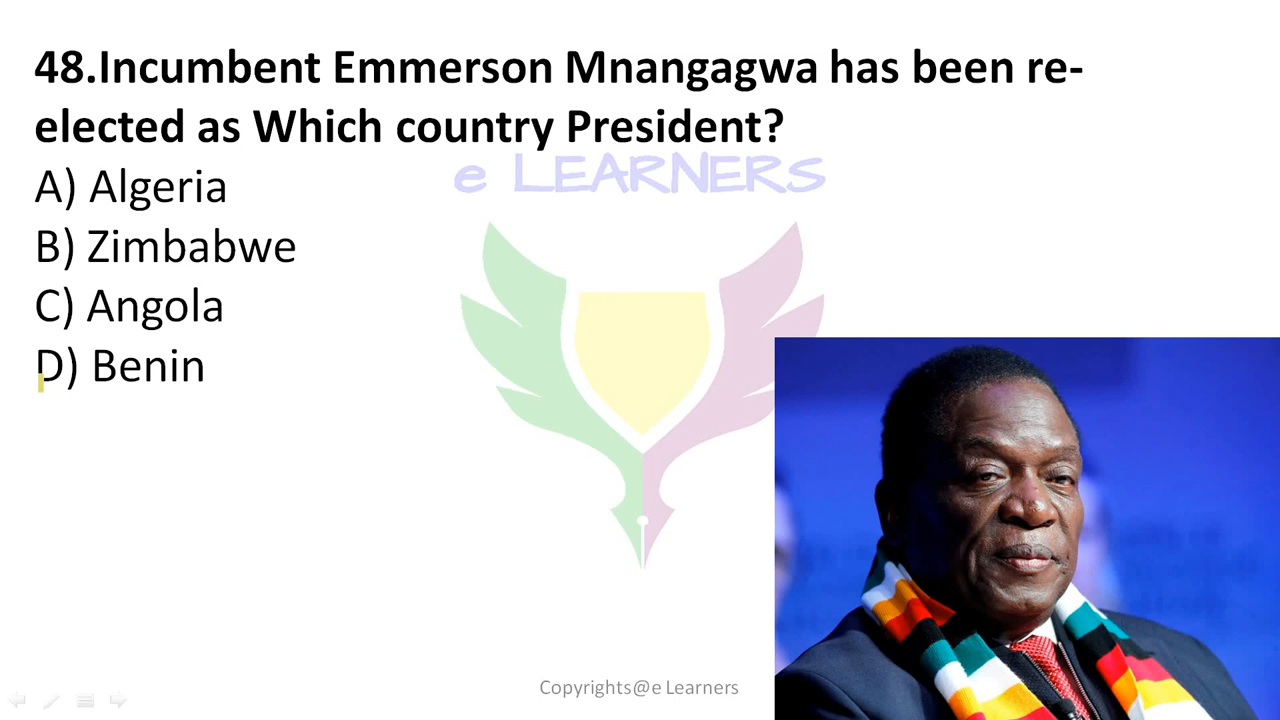 48.Incumbent Emmerson Mnangagwa has been re-
elected as Which country President?
e LEARNERS
A) Algeria
B) Zimbabwe
C) Angola
D) Benin
Copyrights@e Learners